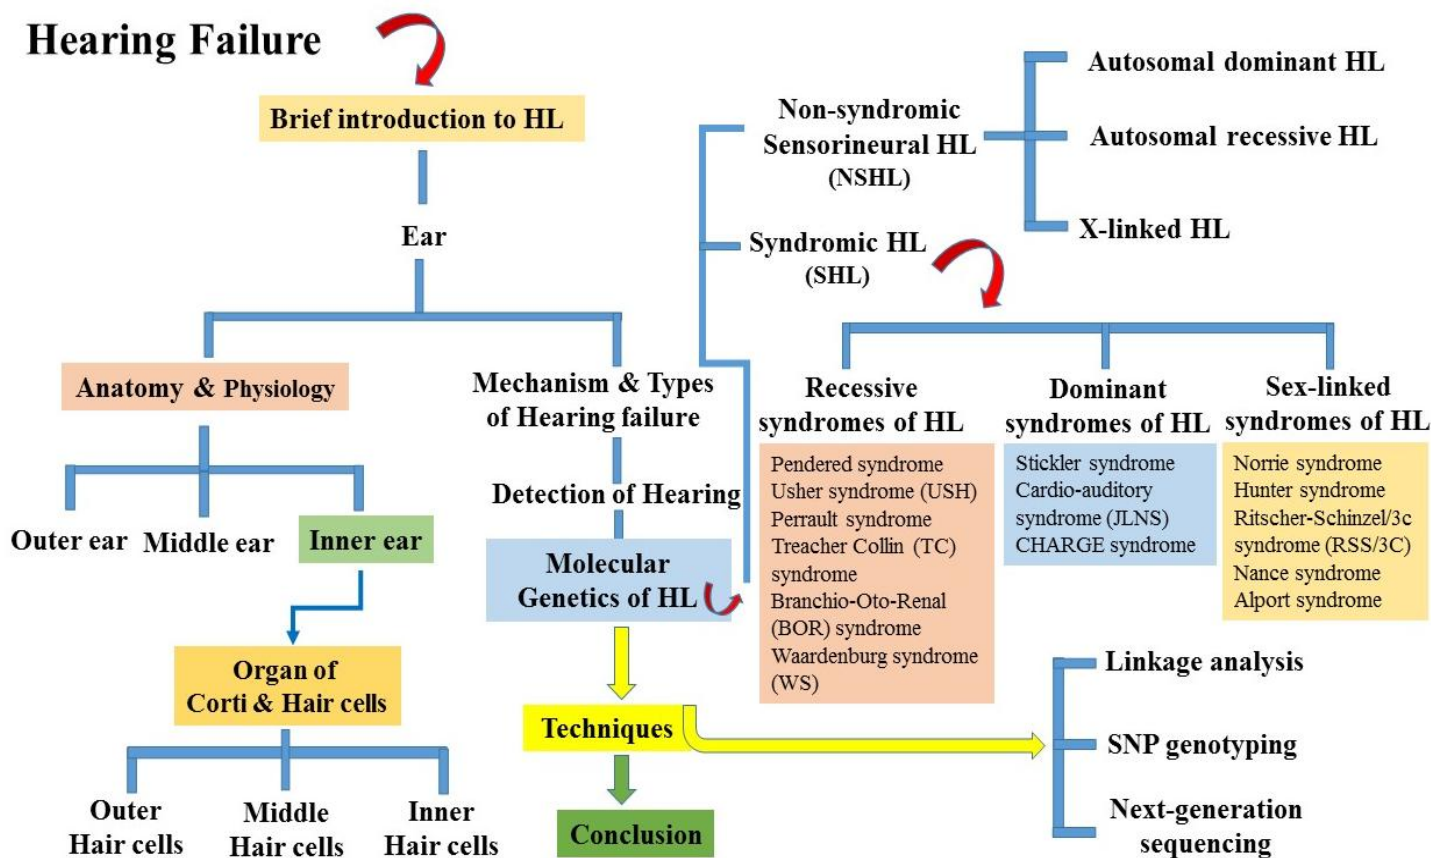 Hearing Failure
Brief introduction to HL
Ear
Anatomy & Physiology
Outer ear
Middle ear
Inner ear
Organ of
Corti & Hair cells
Outer
Hair cells
Middle
Hair cells
Inner
Hair cells
Mechanism & Types
of Hearing failure
Detection of Hearing
Molecular
Genetics of HL
Techniques
Conclusion
Non-syndromic
Sensorineural HL
(NSHL)
Autosomal dominant HL
Autosomal recessive HL
X-linked HL
Syndromic HL
(SHL)
Recessive
syndromes of HL
Pendered syndrome
Usher syndrome (USH)
Perrault syndrome
Treacher Collin (TC)
syndrome
Branchio-Oto-Renal
(BOR) syndrome
Waardenburg syndrome
(WS)
Dominant
syndromes of HL
Stickler syndrome
Cardio-auditory
syndrome (JLNS)
CHARGE syndrome
Sex-linked
syndromes of HL
Norrie syndrome
Hunter syndrome
Ritscher-Schinzel/3c
syndrome (RSS/3C)
Nance syndrome
Alport syndrome
Linkage analysis
SNP genotyping
Next-generation
sequencing